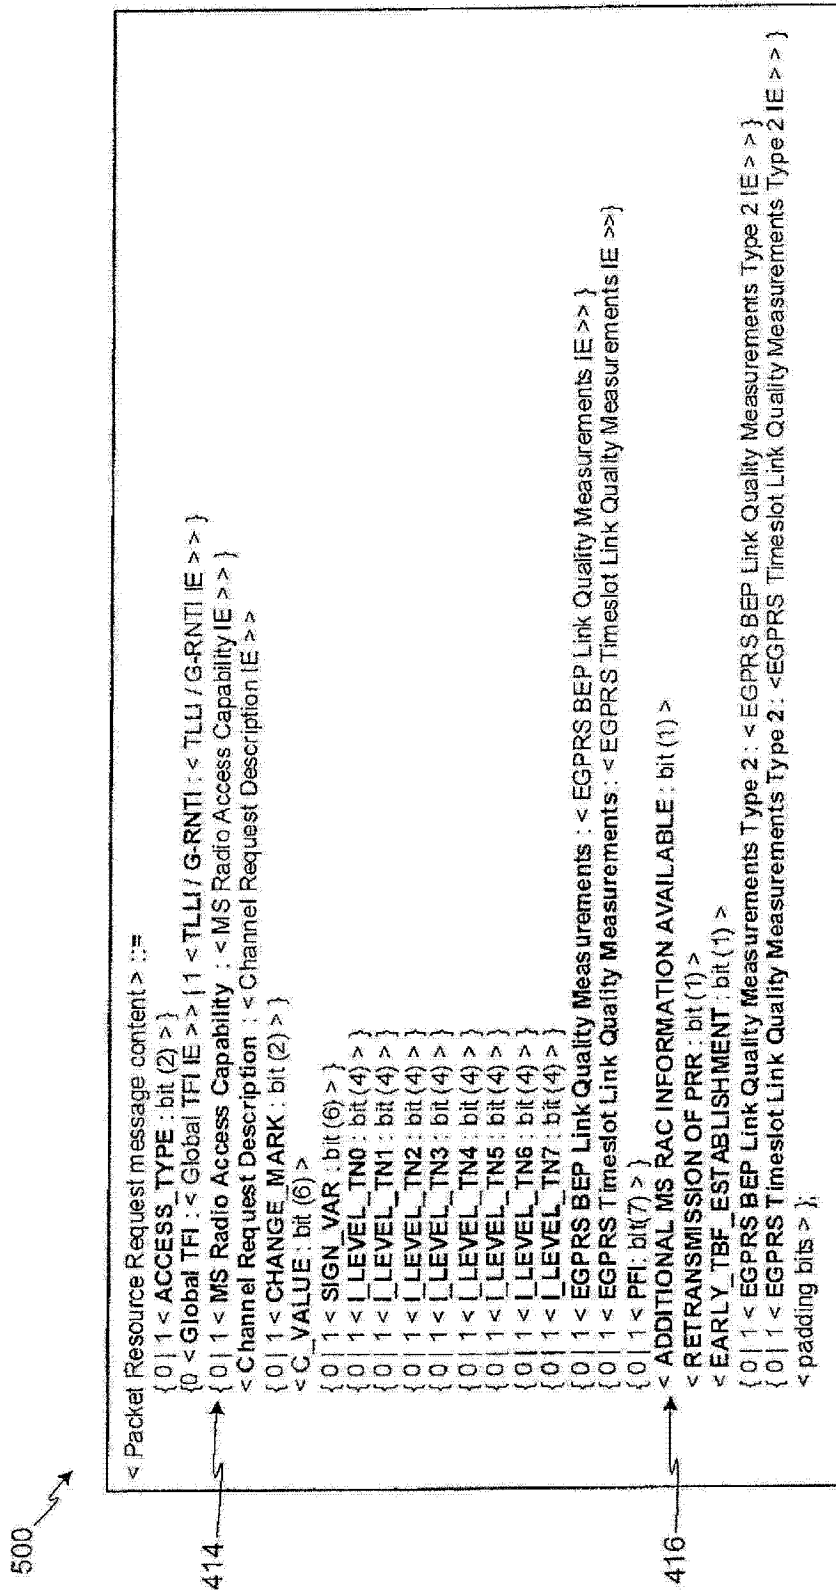 500
< Packet Resource Request message content > ::=
{ 0 | 1 < ACCESS_TYPE : bit (2) > }
{0 < Global TFI : < Global TFI IE > > | 1 < TLLI / G-RNTI : < TLLI / G-RNTI IE > > }
414
{ 0 | 1 < MS Radio Access Capability : < MS Radio Access Capability IE > > }
< Channel Request Description : < Channel Request Description IE > >
{ 0 | 1 < CHANGE_MARK : bit (2) > }
< C_VALUE : bit (6) >
{ 0 | 1 < SIGN_VAR : bit (6) > }
{ 0 | 1 < I_LEVEL_TN0 : bit (4) > }
{ 0 | 1 < I_LEVEL_TN1 : bit (4) > }
{ 0 | 1 < I_LEVEL_TN2 : bit (4) > }
{ 0 | 1 < I_LEVEL_TN3 : bit (4) > }
{ 0 | 1 < I_LEVEL_TN4 : bit (4) > }
{ 0 | 1 < I_LEVEL_TN5 : bit (4) > }
{ 0 | 1 < I_LEVEL_TN6 : bit (4) > }
{ 0 | 1 < I_LEVEL_TN7 : bit (4) > }
{ 0 | 1 < EGPRS BEP Link Quality Measurements : < EGPRS BEP Link Quality Measurements IE >> }
{ 0 | 1 < EGPRS Timeslot Link Quality Measurements : < EGPRS Timeslot Link Quality Measurements IE >>}
{ 0 | 1 < PFI: bit(7) > }
416
< ADDITIONAL MS RAC INFORMATION AVAILABLE : bit (1) >
< RETRANSMISSION OF PRR : bit (1) >
< EARLY_TBF_ESTABLISHMENT : bit (1) >
{ 0 | 1 < EGPRS BEP Link Quality Measurements Type 2 : < EGPRS BEP Link Quality Measurements Type 2 IE > > }
{ 0 | 1 < EGPRS Timeslot Link Quality Measurements Type 2 : <EGPRS Timeslot Link Quality Measurements Type 2 IE > > }
< padding bits > };